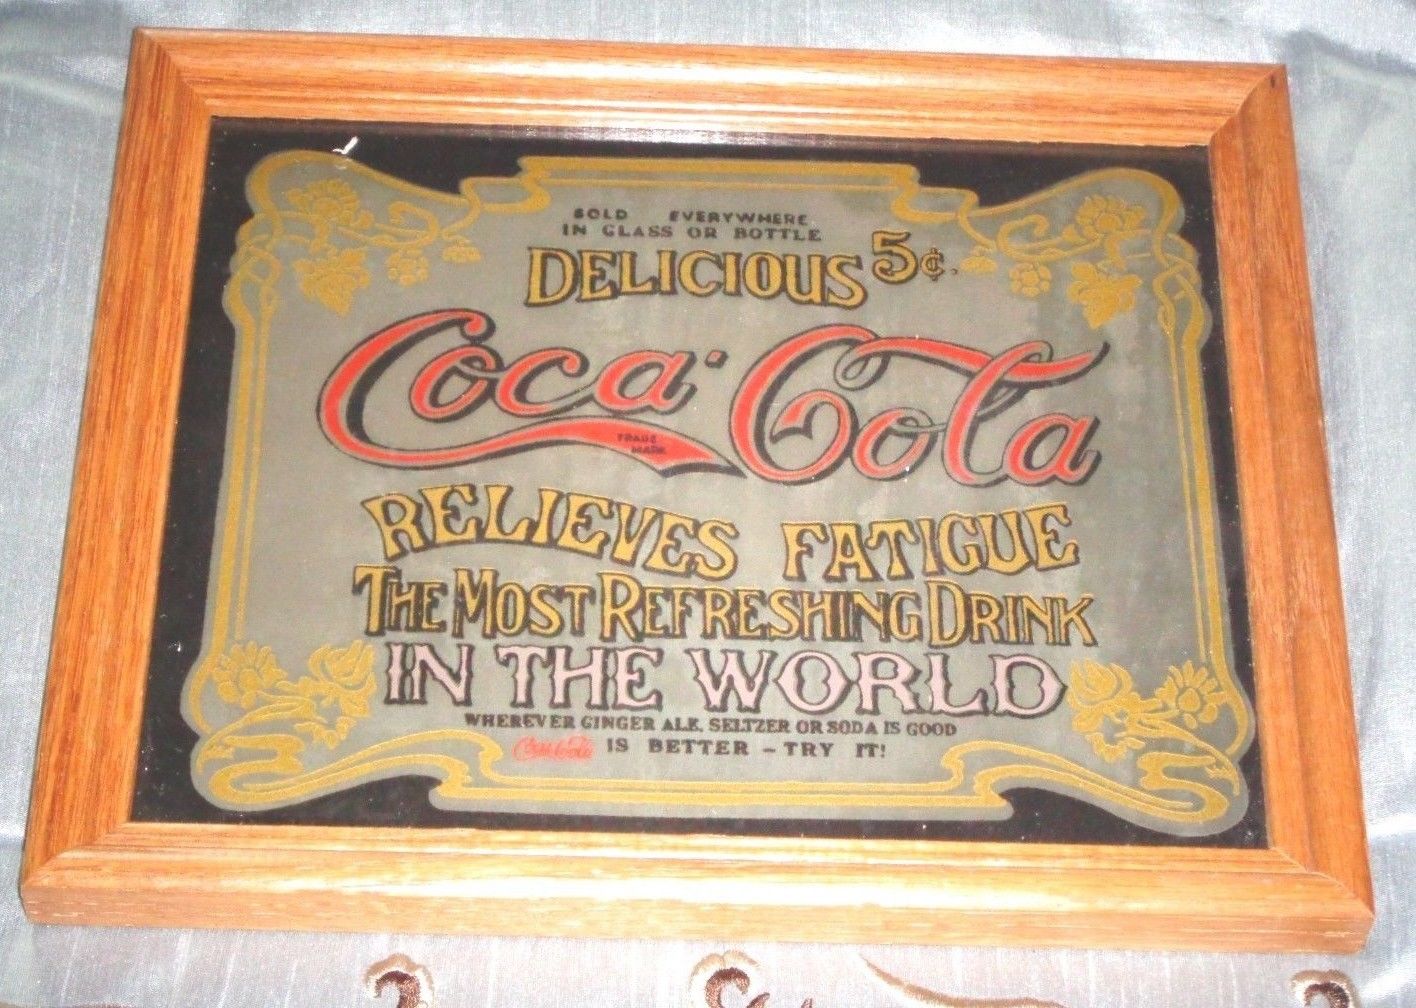 SOLD EVERYWHERE
IN GLASS OR BOTTLE
DELICIOUS 5¢.
Coca-Cola
TRADE
MARK
RELIEVES FATIGUE
THE MOST REFRESHING DRINK
IN THE WORLD
WHEREVER GINGER ALE, SELTZER OR SODA IS GOOD
Coca-Cola IS BETTER - TRY IT!